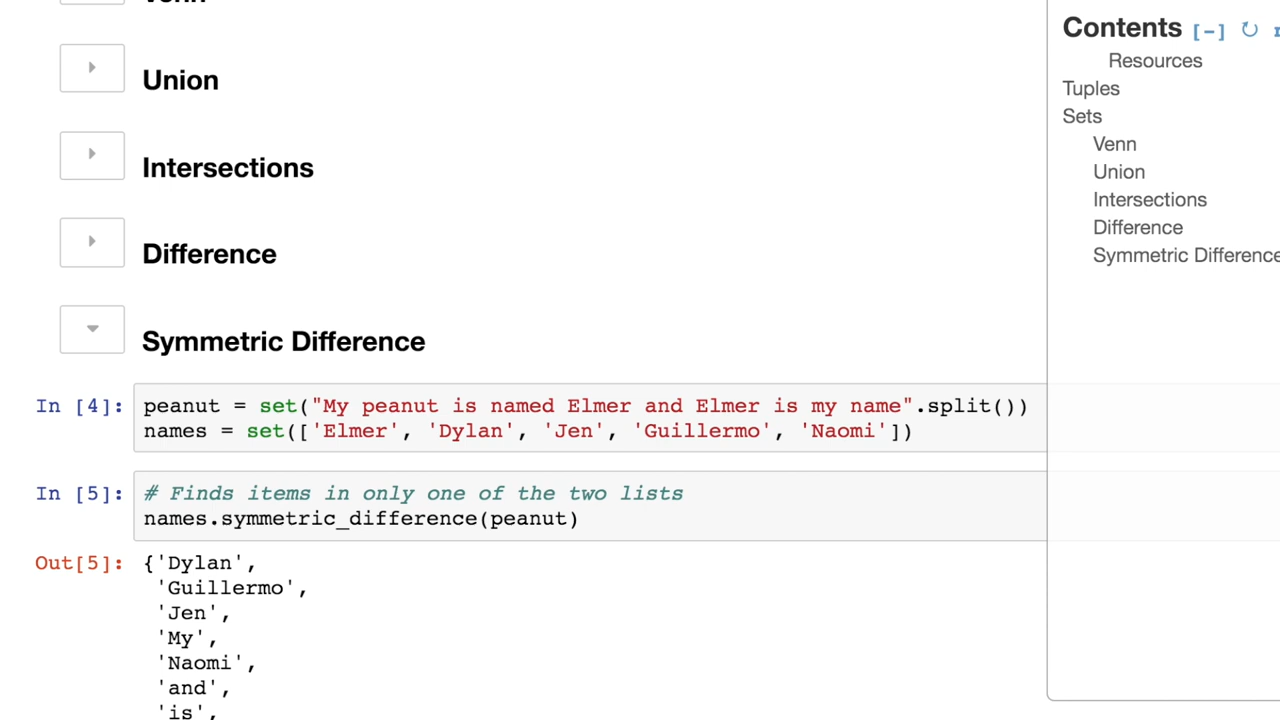 Venn
Union
Intersections
Difference
Symmetric Difference
In [4]: peanut = set("My peanut is named Elmer and Elmer is my name".split())
names = set(['Elmer', 'Dylan', 'Jen', 'Guillermo', 'Naomi'])
In [5]: # Finds items in only one of the two lists
names.symmetric_difference(peanut)
Out[5]: {'Dylan',
'Guillermo',
'Jen',
'My',
'Naomi',
'and',
'is',
Contents [-] ↻
Resources
Tuples
Sets
Venn
Union
Intersections
Difference
Symmetric Difference